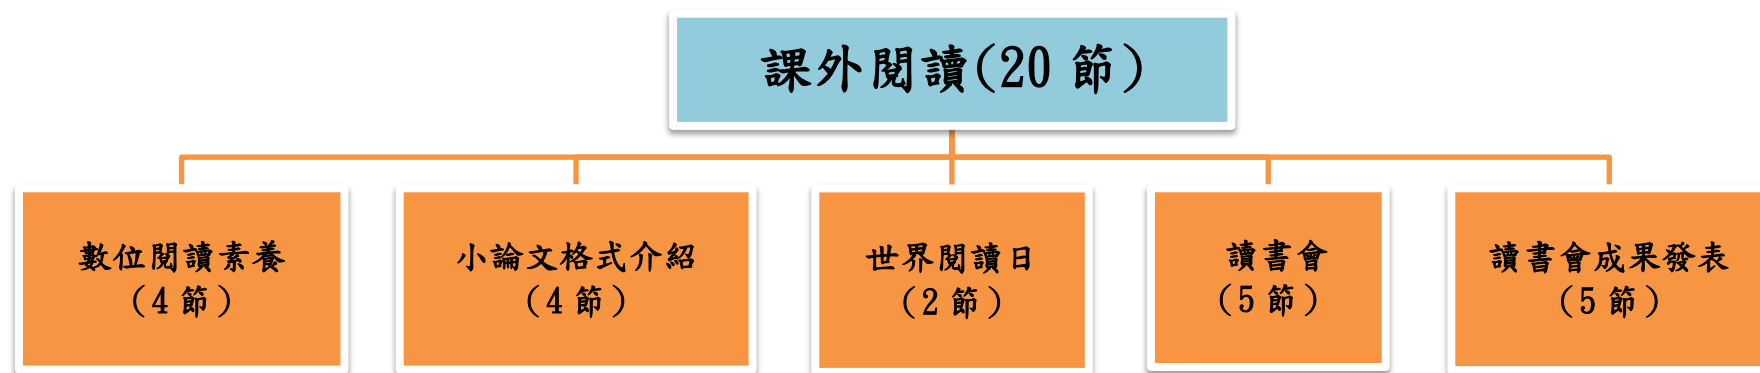 課外閱讀(20 節)
數位閱讀素養
(4 節)
小論文格式介紹
(4 節)
世界閱讀日
(2 節)
讀書會
(5 節)
讀書會成果發表
(5 節)